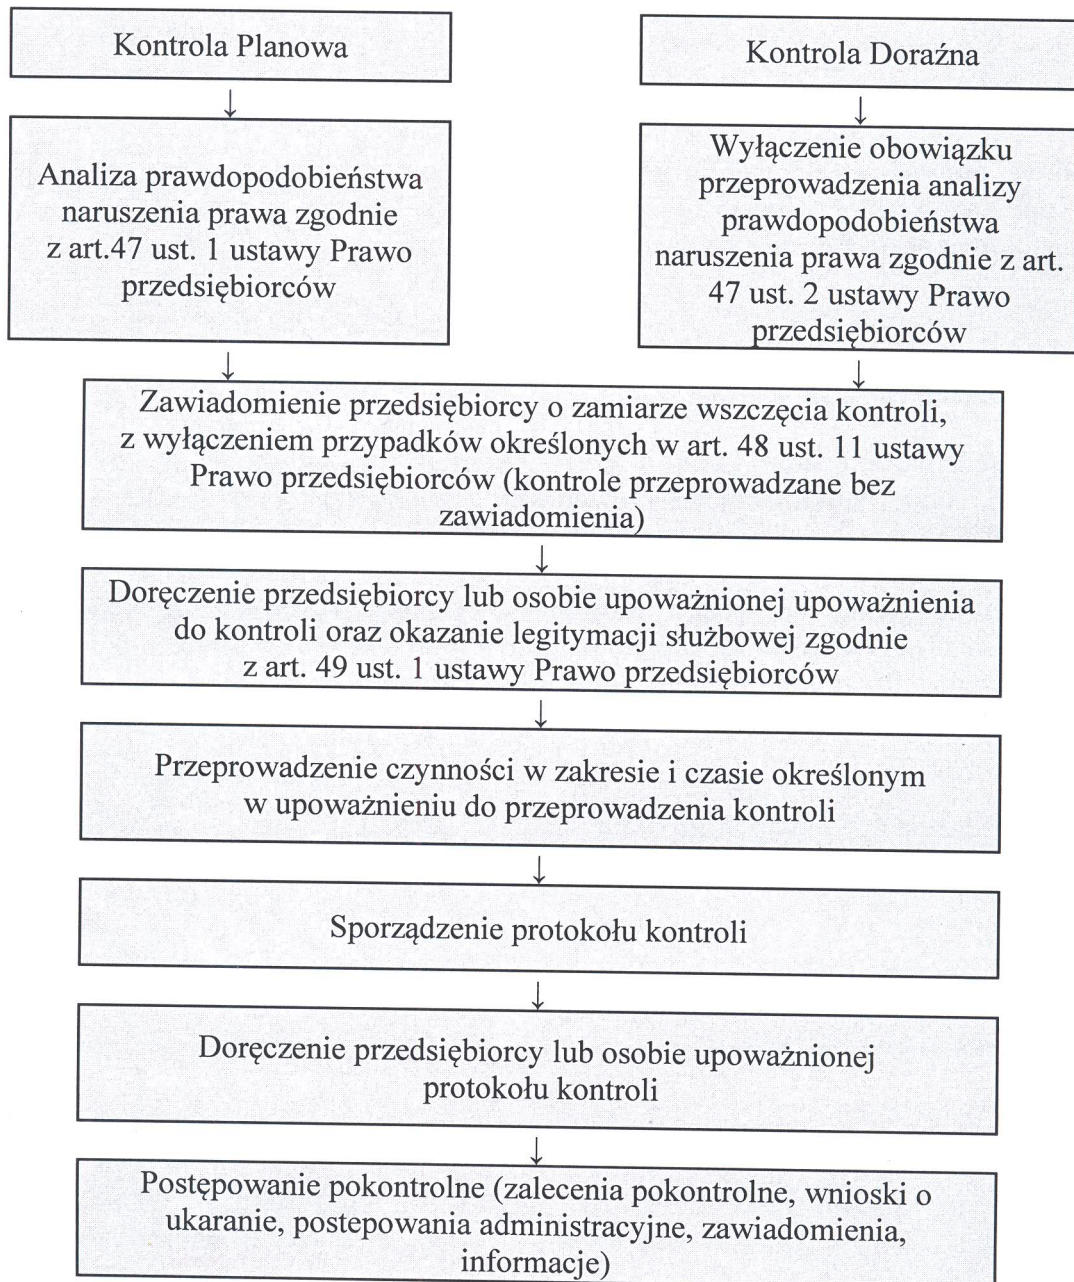 Kontrola Planowa
↓
Analiza prawdopodobieństwa
naruszenia prawa zgodnie
z art.47 ust. 1 ustawy Prawo
przedsiębiorców
↓
Kontrola Doraźna
↓
Wyłączenie obowiązku
przeprowadzenia analizy
prawdopodobieństwa
naruszenia prawa zgodnie z art.
47 ust. 2 ustawy Prawo
przedsiębiorców
↓
Zawiadomienie przedsiębiorcy o zamiarze wszczęcia kontroli,
z wyłączeniem przypadków określonych w art. 48 ust. 11 ustawy
Prawo przedsiębiorców (kontrole przeprowadzane bez
zawiadomienia)
↓
Doręczenie przedsiębiorcy lub osobie upoważnionej upoważnienia
do kontroli oraz okazanie legitymacji służbowej zgodnie
z art. 49 ust. 1 ustawy Prawo przedsiębiorców
↓
Przeprowadzenie czynności w zakresie i czasie określonym
w upoważnieniu do przeprowadzenia kontroli
↓
Sporządzenie protokołu kontroli
↓
Doręczenie przedsiębiorcy lub osobie upoważnionej
protokołu kontroli
↓
Postępowanie pokontrolne (zalecenia pokontrolne, wnioski o
ukaranie, postepowania administracyjne, zawiadomienia,
informacje)